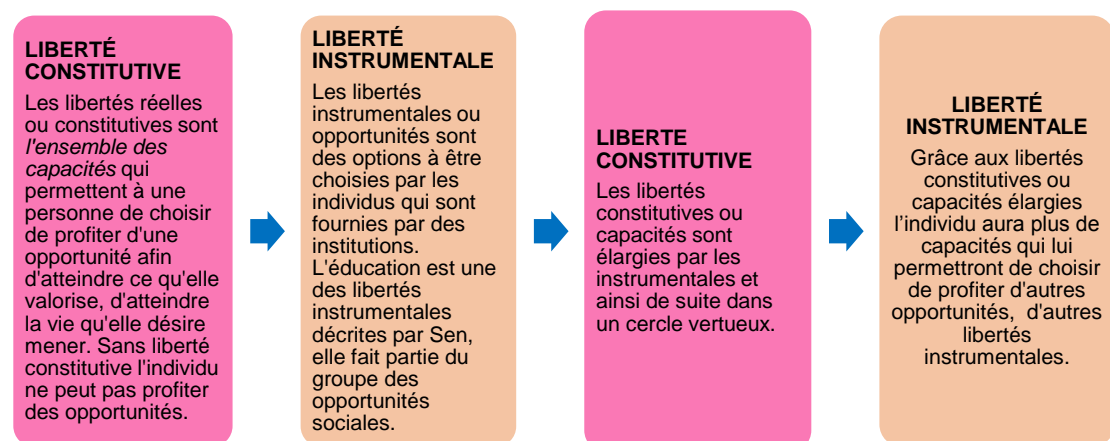 LIBERTÉ
CONSTITUTIVE
Les libertés réelles
ou constitutives sont
l'ensemble des
capacités qui
permettent à une
personne de choisir
de profiter d'une
opportunité afin
d'atteindre ce qu'elle
valorise, d'atteindre
la vie qu'elle désire
mener. Sans liberté
constitutive l'individu
ne peut pas profiter
des opportunités.
LIBERTÉ
INSTRUMENTALE
Les libertés
instrumentales ou
opportunités sont
des options à être
choisies par les
individus qui sont
fournies par des
institutions.
L'éducation est une
des libertés
instrumentales
décrites par Sen,
elle fait partie du
groupe des
opportunités
sociales.
LIBERTE
CONSTITUTIVE
Les libertés
constitutives ou
capacités sont
élargies par les
instrumentales et
ainsi de suite dans
un cercle vertueux.
LIBERTÉ
INSTRUMENTALE
Grâce aux libertés
constitutives ou
capacités élargies
l’individu aura plus de
capacités qui lui
permettront de choisir
de profiter d'autres
opportunités, d'autres
libertés
instrumentales.